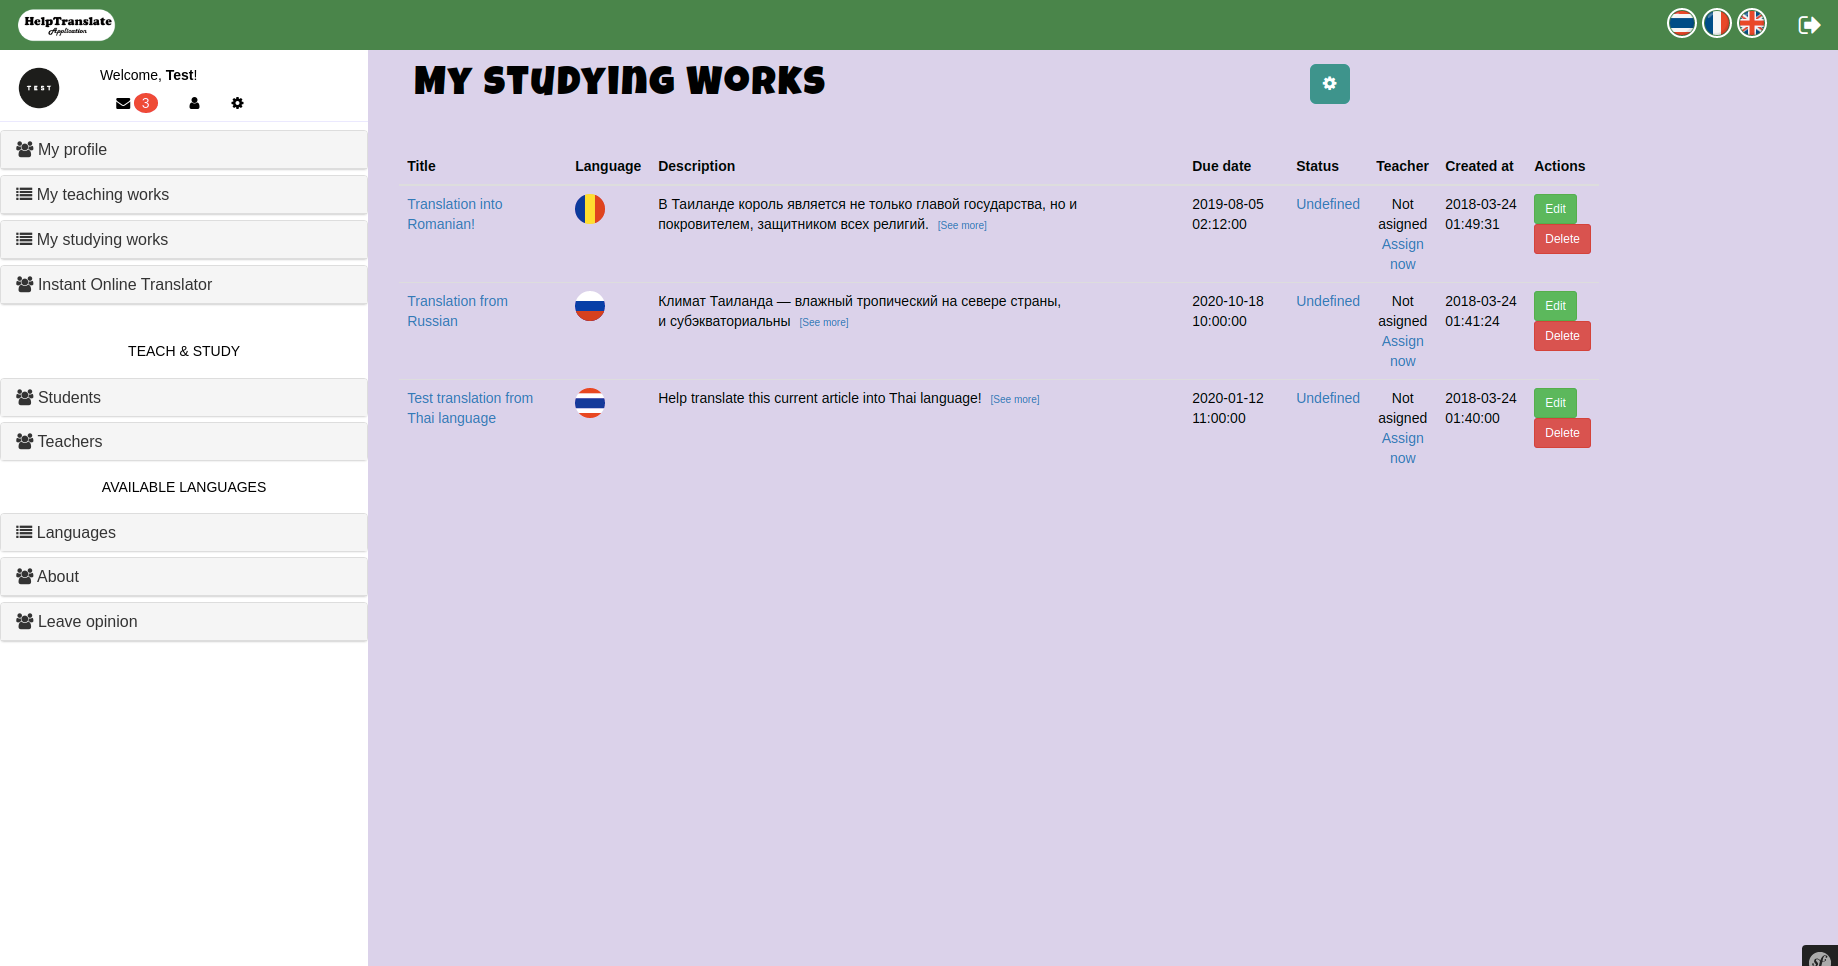 HelpTranslate
Application
TEST
Welcome, Test!
3
My profile
My teaching works
My studying works
Instant Online Translator
TEACH & STUDY
Students
Teachers
AVAILABLE LANGUAGES
Languages
About
Leave opinion
My studying works
Title Language Description Due date Status Teacher Created at Actions
Translation into
Romanian!
В Таиланде король является не только главой государства, но и
покровителем, защитником всех религий. [See more]
2019-08-05
02:12:00
Undefined
Not
asigned
Assign
now
2018-03-24
01:49:31
Edit
Delete
Translation from
Russian
Климат Таиланда — влажный тропический на севере страны,
и субэкваториальны [See more]
2020-10-18
10:00:00
Undefined
Not
asigned
Assign
now
2018-03-24
01:41:24
Edit
Delete
Test translation from
Thai language
Help translate this current article into Thai language! [See more]
2020-01-12
11:00:00
Undefined
Not
asigned
Assign
now
2018-03-24
01:40:00
Edit
Delete
sf